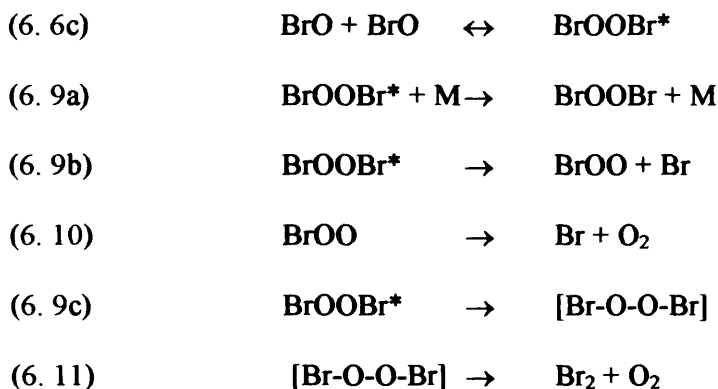 (6. 6c) BrO + BrO ↔ BrOOBr*
(6. 9a) BrOOBr* + M → BrOOBr + M
(6. 9b) BrOOBr* → BrOO + Br
(6. 10) BrOO → Br + O₂
(6. 9c) BrOOBr* → [Br-O-O-Br]
(6. 11) [Br-O-O-Br] → Br₂ + O₂